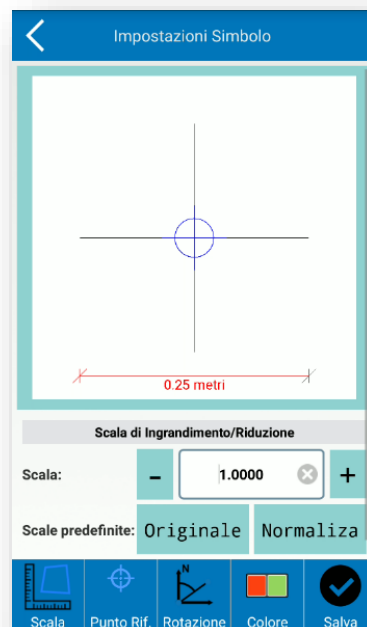 Impostazioni Simbolo
0.25 metri
Scala di Ingrandimento/Riduzione
Scala: - 1.0000 +
Scale predefinite: Originale Normaliza
N
Scala Punto Rif. Rotazione Colore Salva